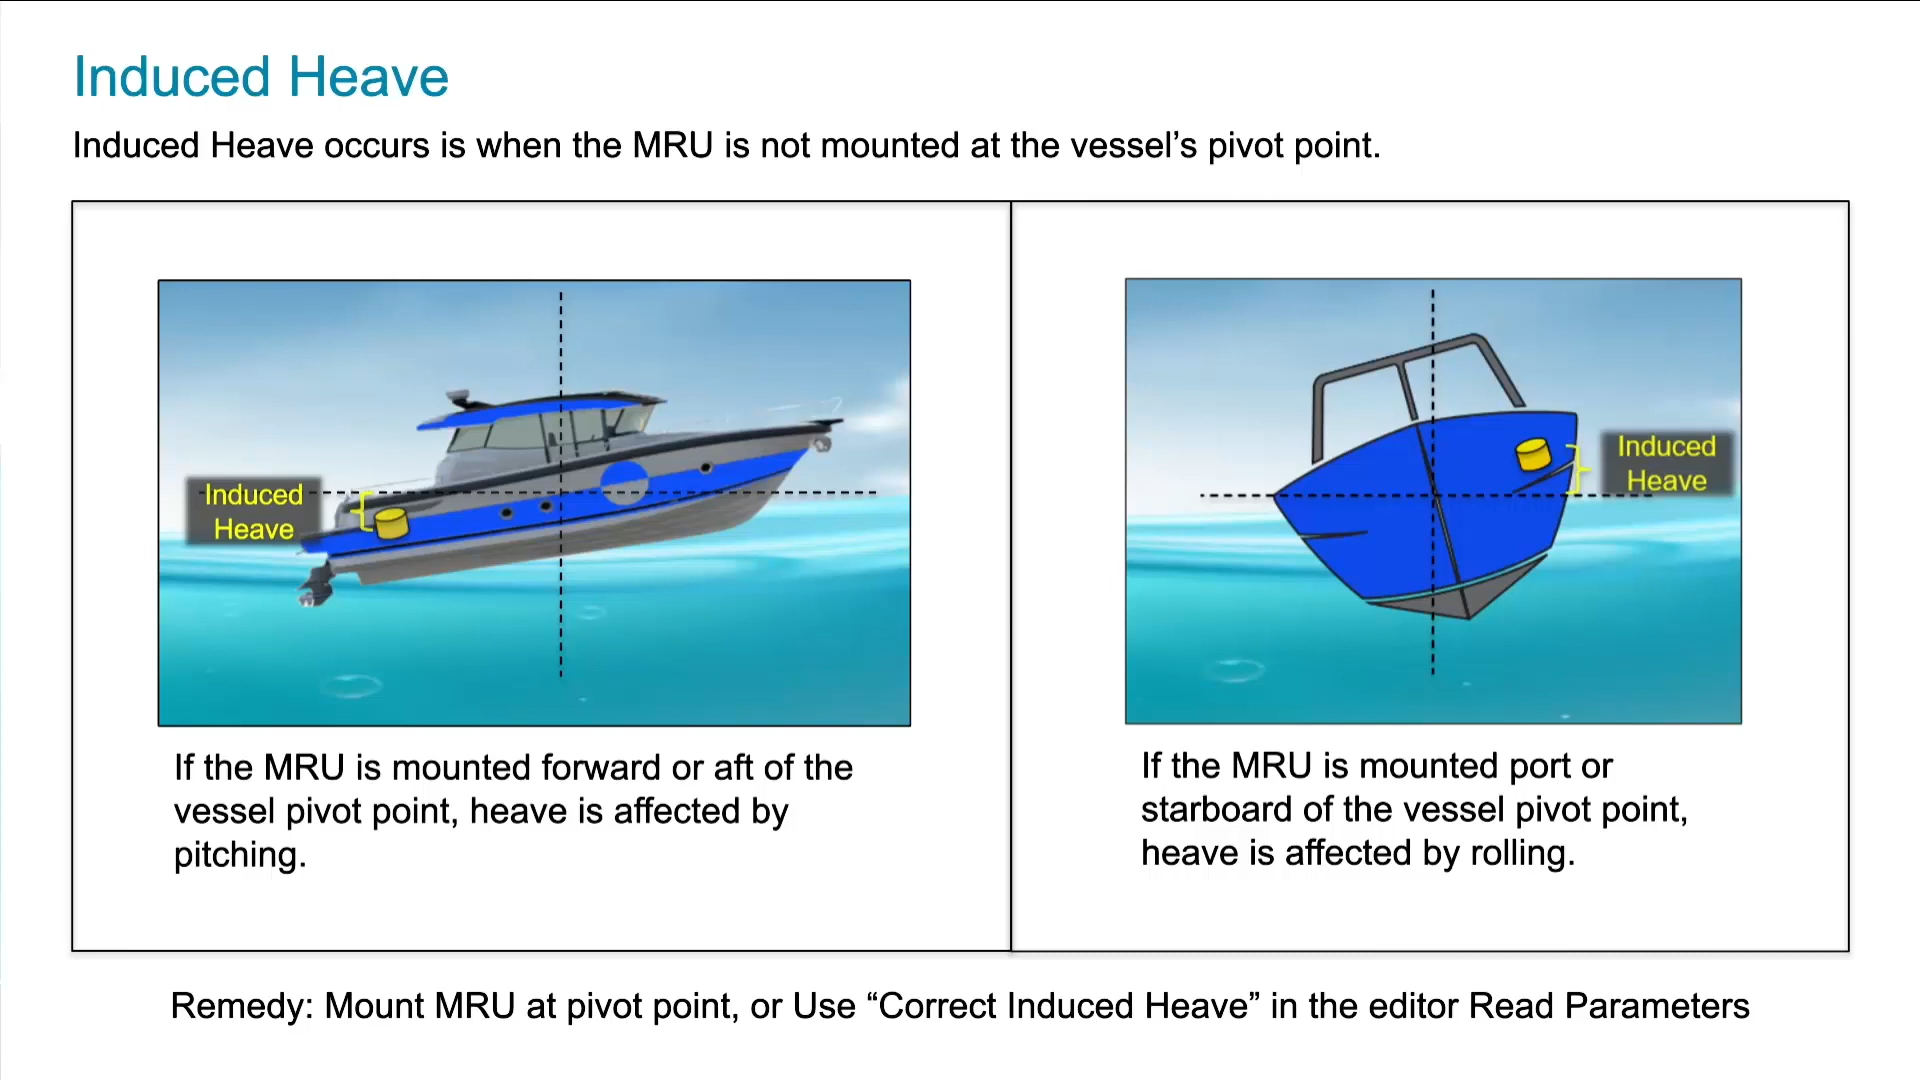 Induced Heave
Induced Heave occurs is when the MRU is not mounted at the vessel’s pivot point.
Induced
Heave
If the MRU is mounted forward or aft of the
vessel pivot point, heave is affected by
pitching.
Induced
Heave
If the MRU is mounted port or
starboard of the vessel pivot point,
heave is affected by rolling.
Remedy: Mount MRU at pivot point, or Use “Correct Induced Heave” in the editor Read Parameters